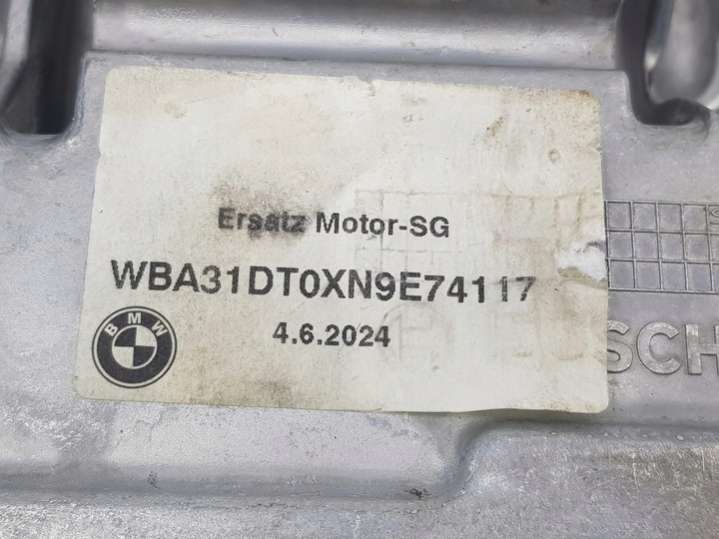 Ersatz Motor-SG
WBA31DT0XN9E74117
BMW
4.6.2024
SCH